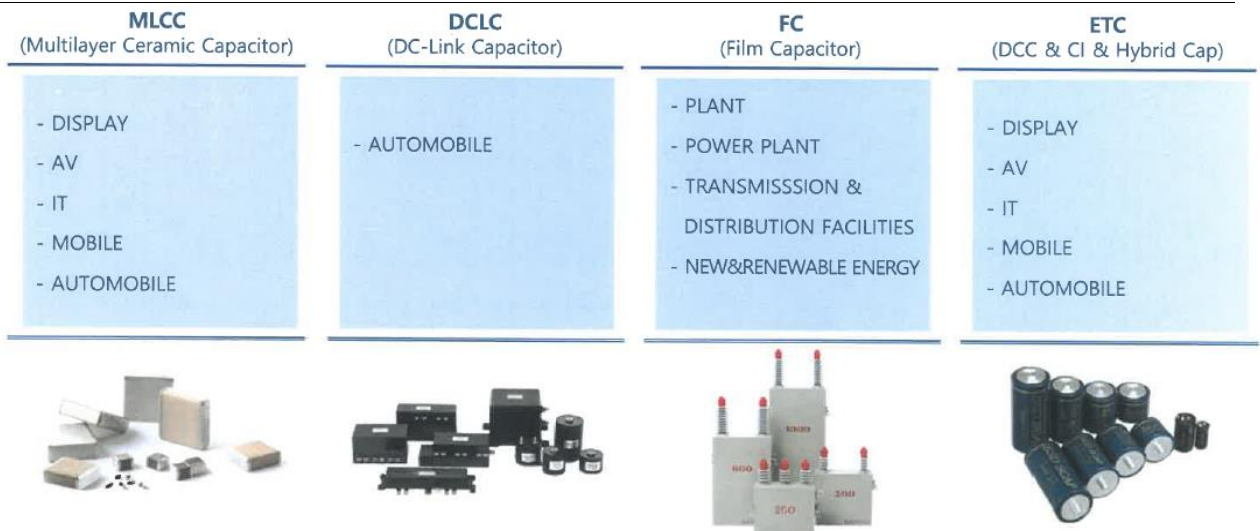 MLCC
(Multilayer Ceramic Capacitor)
- DISPLAY
- AV
- IT
- MOBILE
- AUTOMOBILE
DCLC
(DC-Link Capacitor)
- AUTOMOBILE
FC
(Film Capacitor)
- PLANT
- POWER PLANT
- TRANSMISSSION &
DISTRIBUTION FACILITIES
- NEW&RENEWABLE ENERGY
ETC
(DCC & CI & Hybrid Cap)
- DISPLAY
- AV
- IT
- MOBILE
- AUTOMOBILE
600
250
200